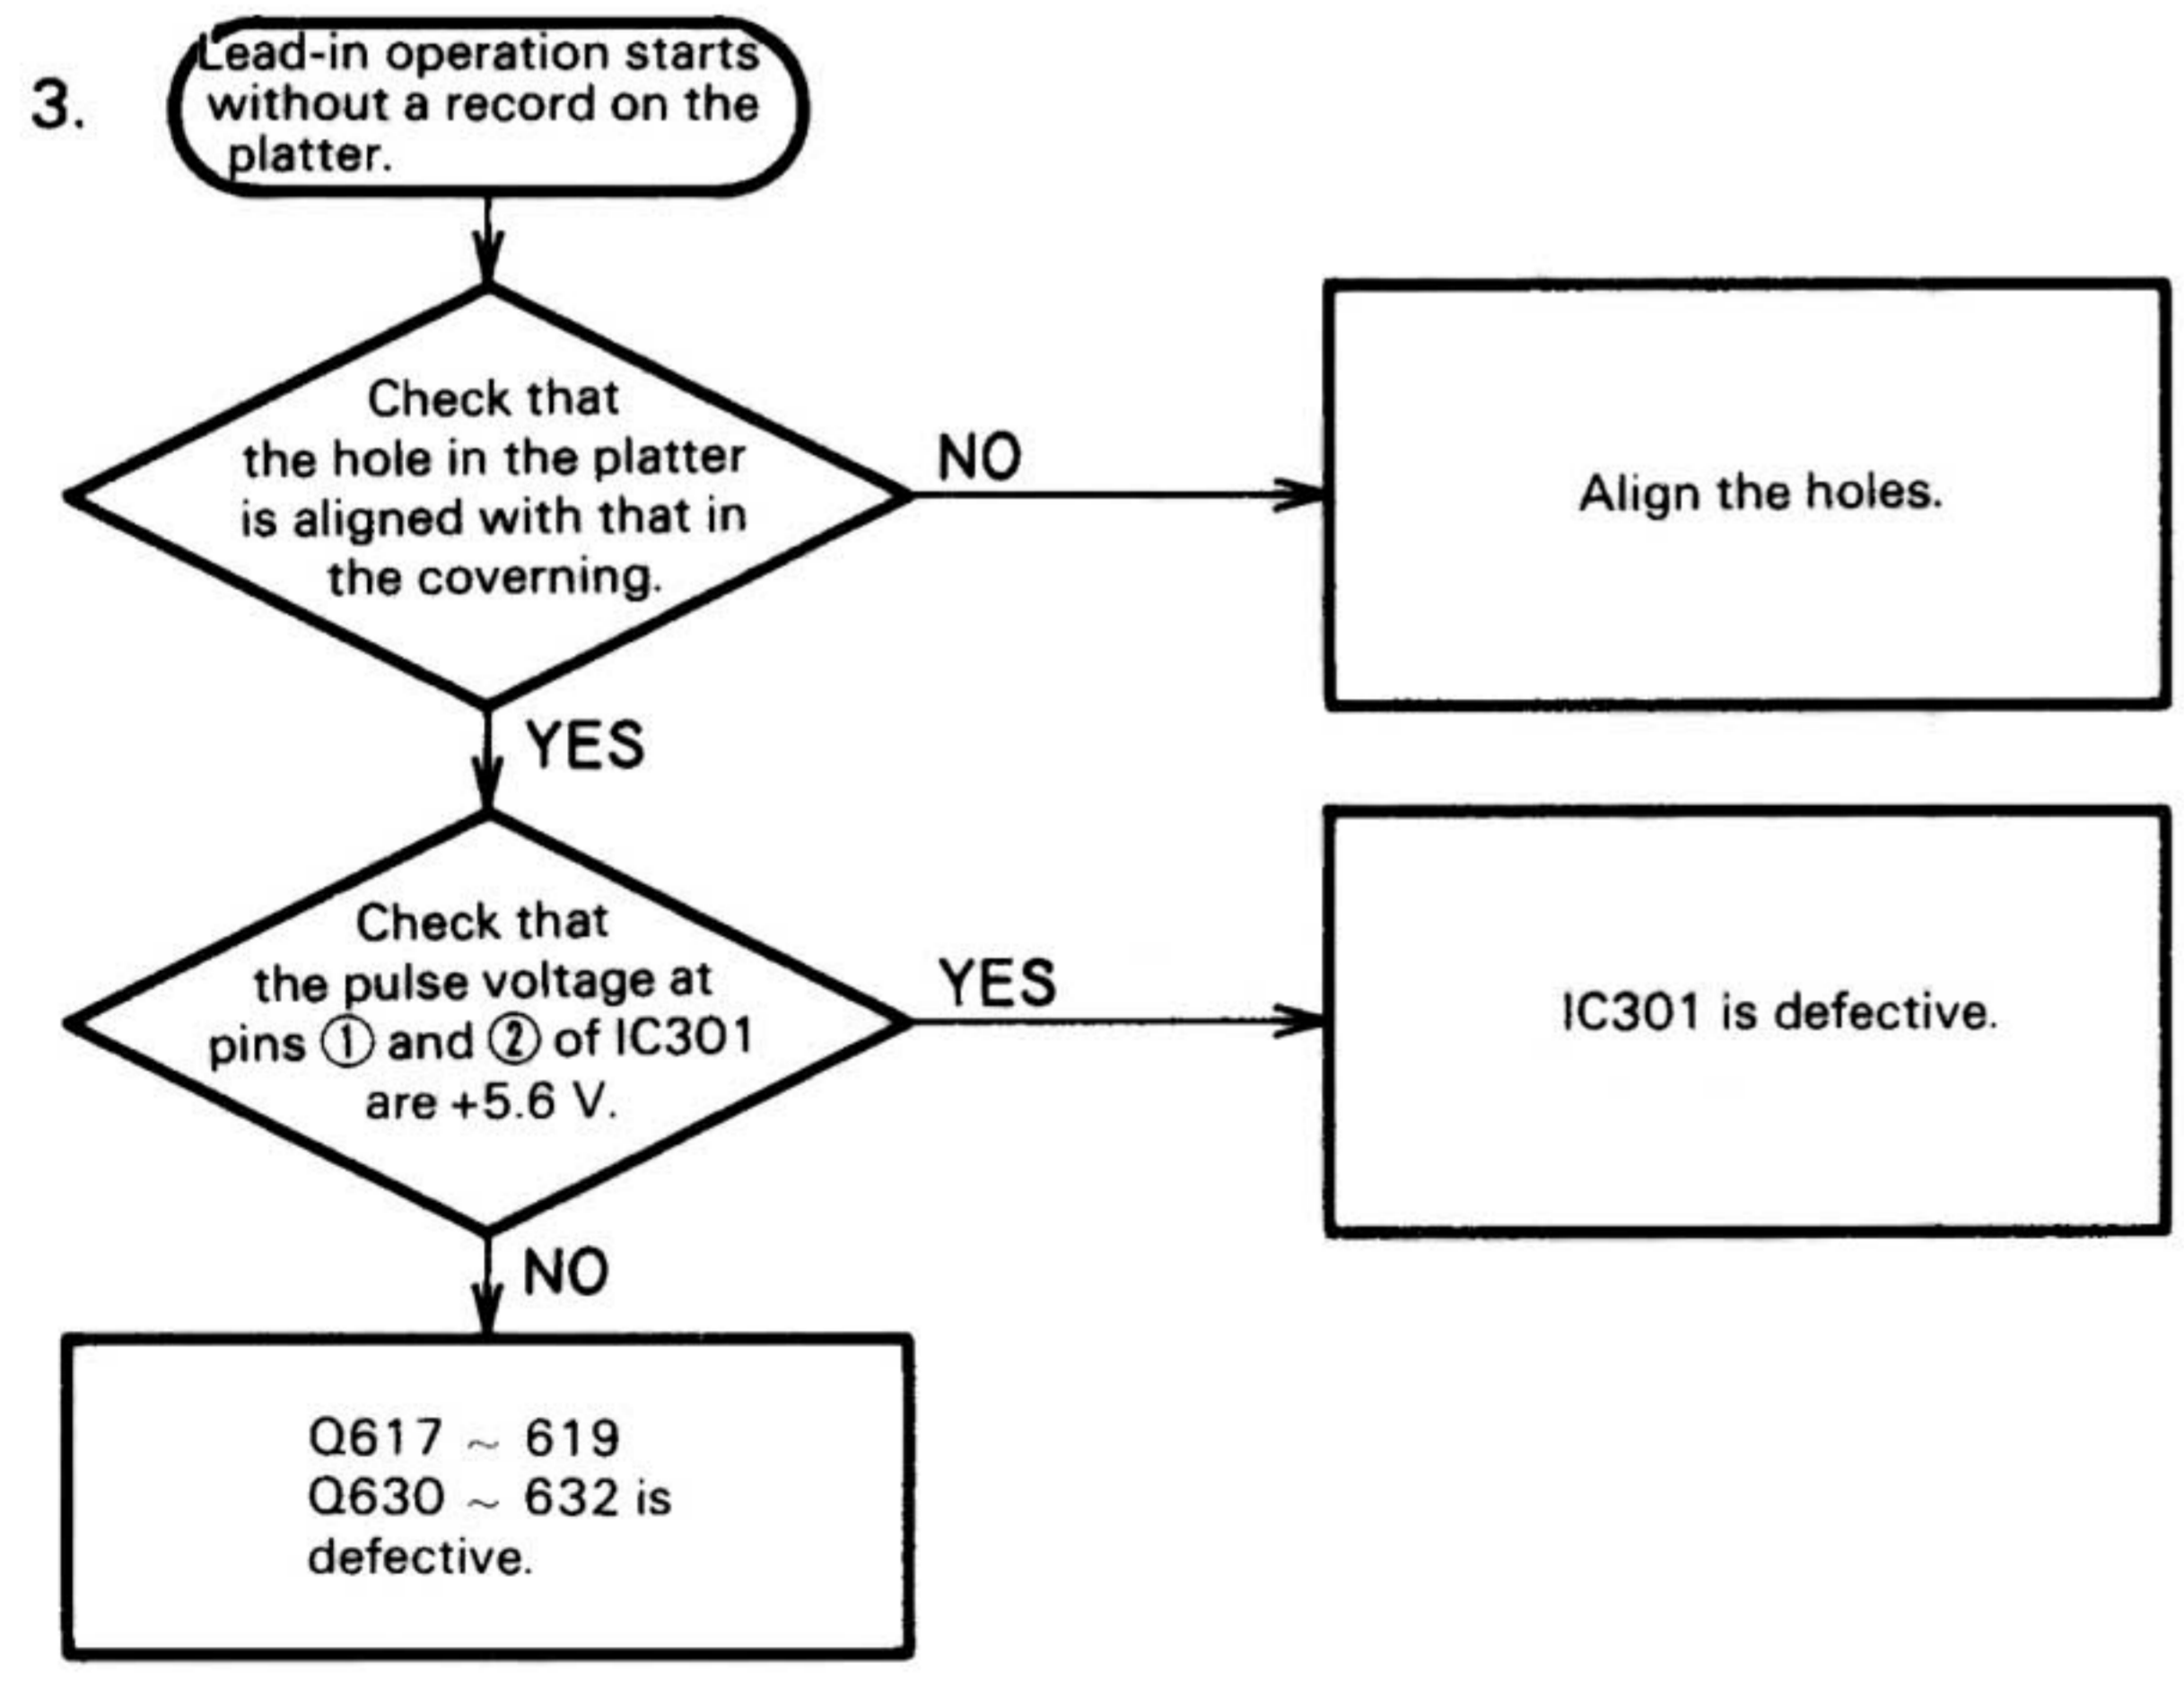 3.
Lead-in operation starts
without a record on the
platter.
Check that
the hole in the platter
is aligned with that in
the coverning.
NO
Align the holes.
YES
Check that
the pulse voltage at
pins ① and ② of IC301
are +5.6 V.
YES
IC301 is defective.
NO
Q617 ~ 619
Q630 ~ 632 is
defective.